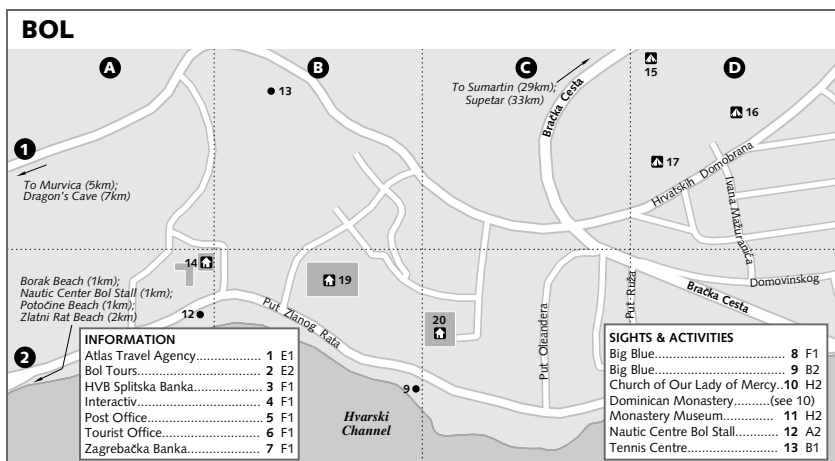 BOL
A
B
C
D
1
2
To Sumartin (29km);
Supetar (33km)
Bračka Cesta
13
15
16
17
Hrvatskih Domobrana
Ivana Mažuranića
To Murvica (5km);
Dragon's Cave (7km)
14
19
20
Borak Beach (1km);
Nautic Center Bol Stall (1km);
Potočine Beach (1km);
Zlatni Rat Beach (2km)
12
Put Zlanog Rata
9
Hvarski
Channel
Put Oleandera
Put Ruža
Domovinskog
Bračka Cesta
INFORMATION
Atlas Travel Agency.................. 1 E1
Bol Tours................................. 2 E2
HVB Splitska Banka.................. 3 F1
Interactiv................................. 4 F1
Post Office............................... 5 F1
Tourist Office........................... 6 F1
Zagrebačka Banka.................... 7 F1
SIGHTS & ACTIVITIES
Big Blue................................... 8 F1
Big Blue................................... 9 B2
Church of Our Lady of Mercy..10 H2
Dominican Monastery..........(see 10)
Monastery Museum................ 11 H2
Nautic Centre Bol Stall............ 12 A2
Tennis Centre......................... 13 B1